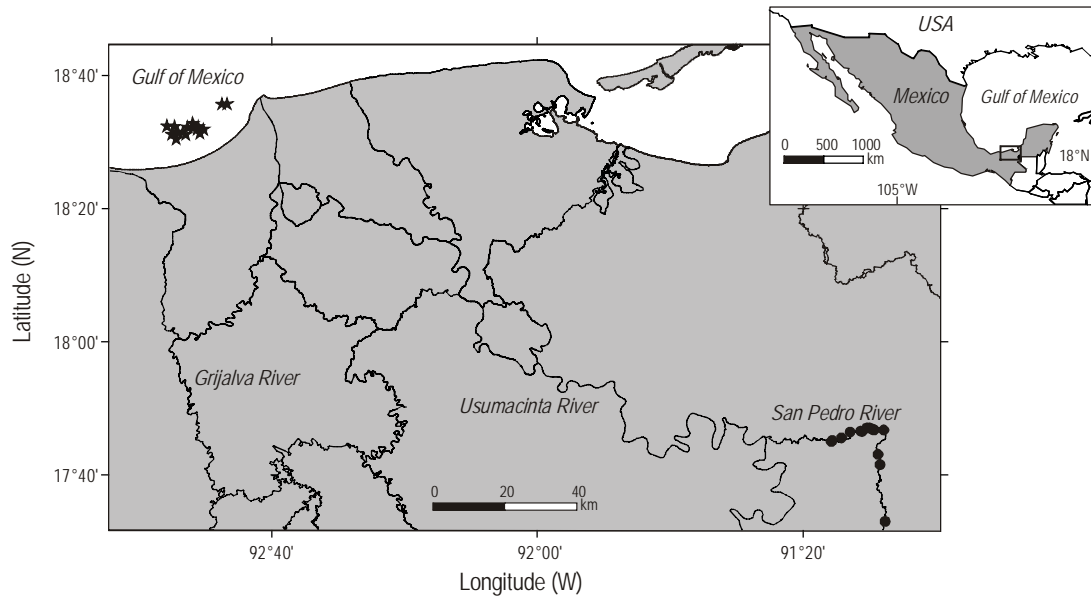 USA
Mexico
Gulf of Mexico
0 500 1000
km
18°N
105°W
Gulf of Mexico
18°40'
18°20'
18°00'
17°40'
Latitude (N)
Grijalva River
Usumacinta River
San Pedro River
0 20 40
km
92°40' 92°00' 91°20'
Longitude (W)